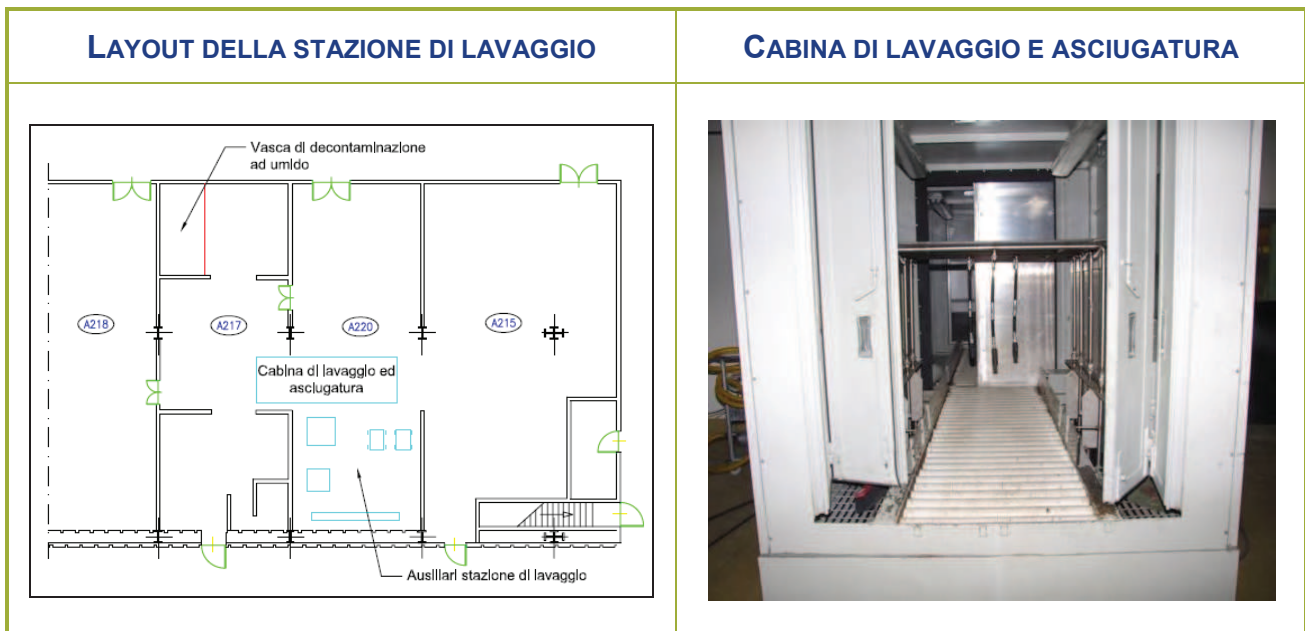 LAYOUT DELLA STAZIONE DI LAVAGGIO
CABINA DI LAVAGGIO E ASCIUGATURA
Vasca di decontaminazione
ad umido
A218
A217
A220
A215
Cabina di lavaggio ed
asciugatura
Ausiliari stazione di lavaggio